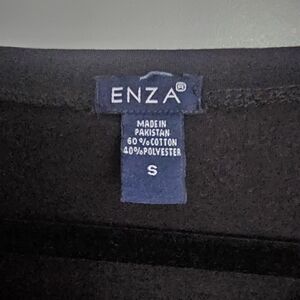 ENZA®
MADE IN
PAKISTAN
60%COTTON
40%POLYESTER
S